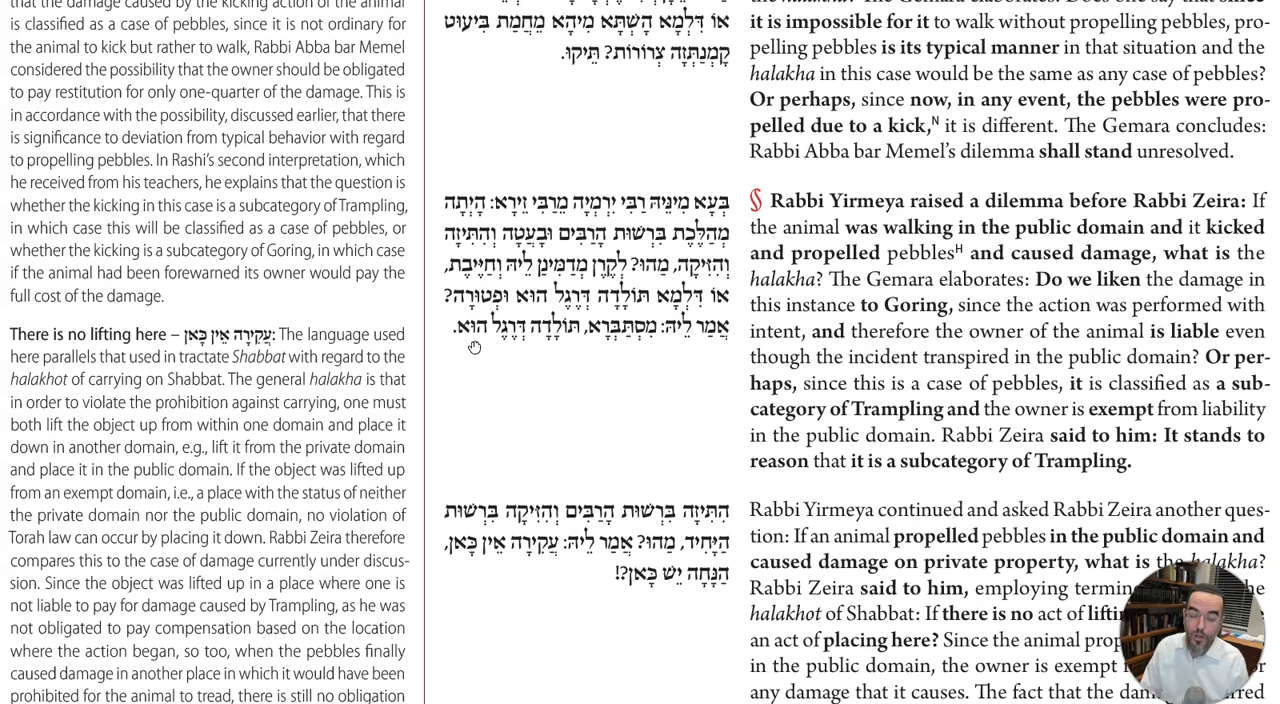 that the damage caused by the kicking action of the animal
is classified as a case of pebbles, since it is not ordinary for
the animal to kick but rather to walk, Rabbi Abba bar Memel
considered the possibility that the owner should be obligated
to pay restitution for only one-quarter of the damage. This is
in accordance with the possibility, discussed earlier, that there
is significance to deviation from typical behavior with regard
to propelling pebbles. In Rashi's second interpretation, which
he received from his teachers, he explains that the question is
whether the kicking in this case is a subcategory of Trampling,
in which case this will be classified as a case of pebbles, or
whether the kicking is a subcategory of Goring, in which case
if the animal had been forewarned its owner would pay the
full cost of the damage.
There is no lifting here – עֲקִירָה אֵין כָּאן: The language used
here parallels that used in tractate Shabbat with regard to the
halakhot of carrying on Shabbat. The general halakha is that
in order to violate the prohibition against carrying, one must
both lift the object up from within one domain and place it
down in another domain, e.g., lift it from the private domain
and place it in the public domain. If the object was lifted up
from an exempt domain, i.e., a place with the status of neither
the private domain nor the public domain, no violation of
Torah law can occur by placing it down. Rabbi Zeira therefore
compares this to the case of damage currently under discus-
sion. Since the object was lifted up in a place where one is
not liable to pay for damage caused by Trampling, as he was
not obligated to pay compensation based on the location
where the action began, so too, when the pebbles finally
caused damage in another place in which it would have been
prohibited for the animal to tread, there is still no obligation
אוֹ דִּלְמָא הָשְׁתָּא מִיהָא מֵחֲמַת בִּיעוּט
קָמְנַתְּזָה צְרוֹרוֹת? תֵּיקוּ.
בְּעָא מִינֵּיהּ רַבִּי יִרְמְיָה מֵרַבִּי זֵירָא: הָיְתָה
מְהַלֶּכֶת בִּרְשׁוּת הָרַבִּים וּבָעֲטָה וְהִתִּיזָה
וְהִזִּיקָה, מַהוּ? לְקֶרֶן מְדַמֵּינַן לֵיהּ וְחַיֶּיבֶת,
אוֹ דִּלְמָא תּוֹלָדָה דְּרֶגֶל הוּא וּפְטוּרָה?
אֲמַר לֵיהּ: מִסְתַּבְּרָא, תּוֹלָדָה דְּרֶגֶל הוּא.
הִתִּיזָה בִּרְשׁוּת הָרַבִּים וְהִזִּיקָה בִּרְשׁוּת
הַיָּחִיד, מַהוּ? אֲמַר לֵיהּ: עֲקִירָה אֵין כָּאן,
הַנָּחָה יֵשׁ כָּאן?!
the halakha? The Gemara elaborates: Does one say that since
it is impossible for it to walk without propelling pebbles, pro-
pelling pebbles is its typical manner in that situation and the
halakha in this case would be the same as any case of pebbles?
Or perhaps, since now, in any event, the pebbles were pro-
pelled due to a kick,N it is different. The Gemara concludes:
Rabbi Abba bar Memel's dilemma shall stand unresolved.
§ Rabbi Yirmeya raised a dilemma before Rabbi Zeira: If
the animal was walking in the public domain and it kicked
and propelled pebblesH and caused damage, what is the
halakha? The Gemara elaborates: Do we liken the damage in
this instance to Goring, since the action was performed with
intent, and therefore the owner of the animal is liable even
though the incident transpired in the public domain? Or per-
haps, since this is a case of pebbles, it is classified as a sub-
category of Trampling and the owner is exempt from liability
in the public domain. Rabbi Zeira said to him: It stands to
reason that it is a subcategory of Trampling.
Rabbi Yirmeya continued and asked Rabbi Zeira another ques-
tion: If an animal propelled pebbles in the public domain and
caused damage on private property, what is the halakha?
Rabbi Zeira said to him, employing
halakhot of Shabbat: If there is no act of
an act of placing here? Since the animal
in the public domain, the owner is exempt
any damage that it causes. The fact that the